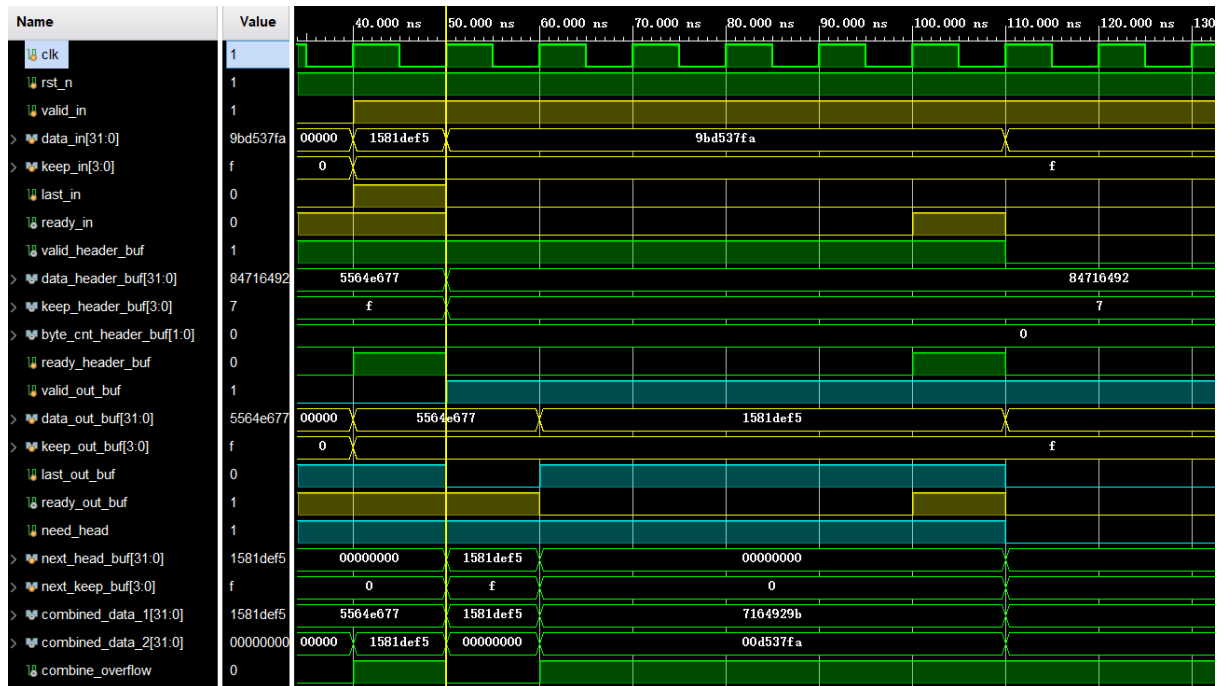 Name Value 40.000 ns 50.000 ns 60.000 ns 70.000 ns 80.000 ns 90.000 ns 100.000 ns 110.000 ns 120.000 ns 130
clk 1
rst_n 1
valid_in 1
data_in[31:0] 9bd537fa 00000 1581def5 9bd537fa
keep_in[3:0] f 0 f
last_in 0
ready_in 0
valid_header_buf 1
data_header_buf[31:0] 84716492 5564e677 84716492
keep_header_buf[3:0] 7 f 7
byte_cnt_header_buf[1:0] 0 0
ready_header_buf 0
valid_out_buf 1
data_out_buf[31:0] 5564e677 00000 5564e677 1581def5
keep_out_buf[3:0] f 0 f
last_out_buf 0
ready_out_buf 1
need_head 1
next_head_buf[31:0] 1581def5 00000000 1581def5 00000000
next_keep_buf[3:0] f 0 f 0
combined_data_1[31:0] 1581def5 5564e677 1581def5 7164929b
combined_data_2[31:0] 00000000 00000 1581def5 00000000 00d537fa
combine_overflow 0